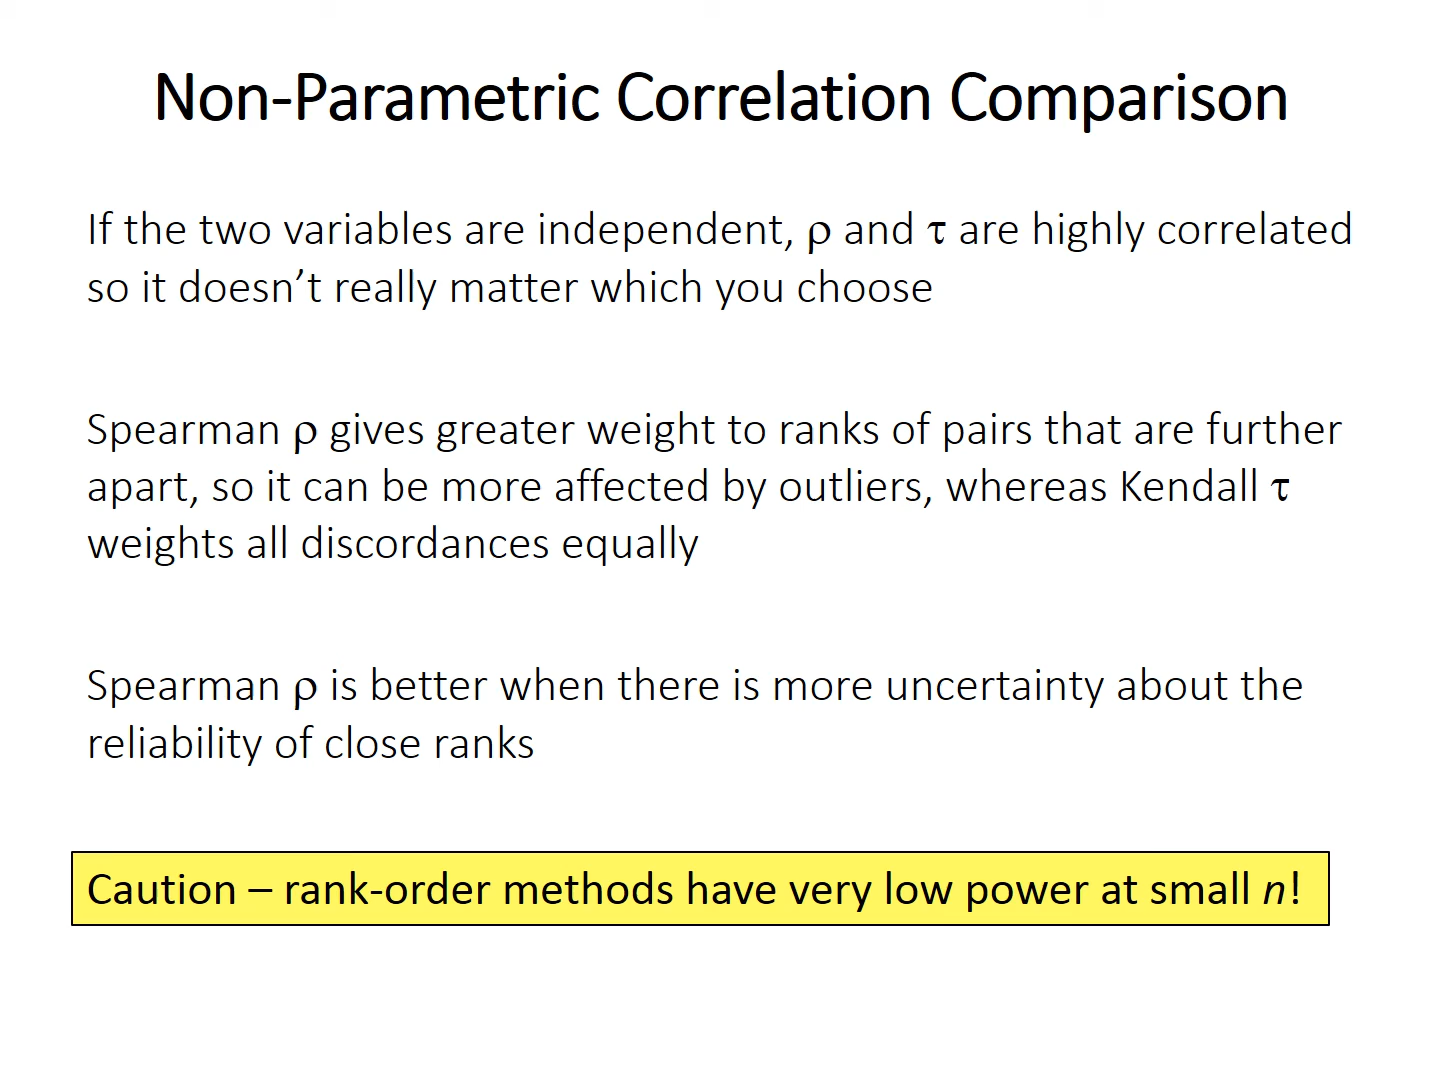 Non-Parametric Correlation Comparison
If the two variables are independent, ρ and τ are highly correlated
so it doesn’t really matter which you choose
Spearman ρ gives greater weight to ranks of pairs that are further
apart, so it can be more affected by outliers, whereas Kendall τ
weights all discordances equally
Spearman ρ is better when there is more uncertainty about the
reliability of close ranks
Caution – rank-order methods have very low power at small n!